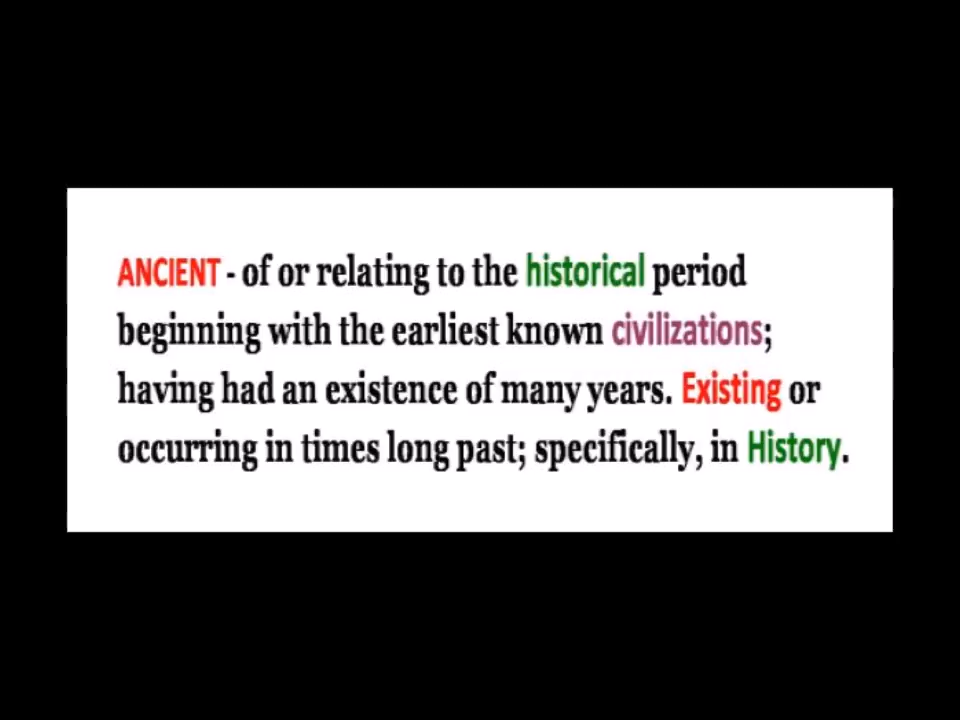 ANCIENT - of or relating to the historical period
beginning with the earliest known civilizations;
having had an existence of many years. Existing or
occurring in times long past; specifically, in History.